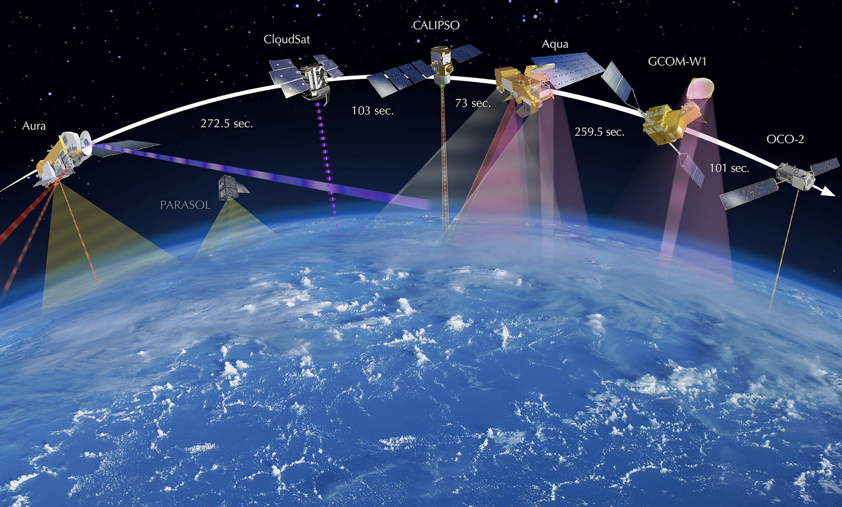 CALIPSO
CloudSat
Aqua
GCOM-W1
103 sec.
73 sec.
272.5 sec.
259.5 sec.
Aura
OCO-2
101 sec.
PARASOL